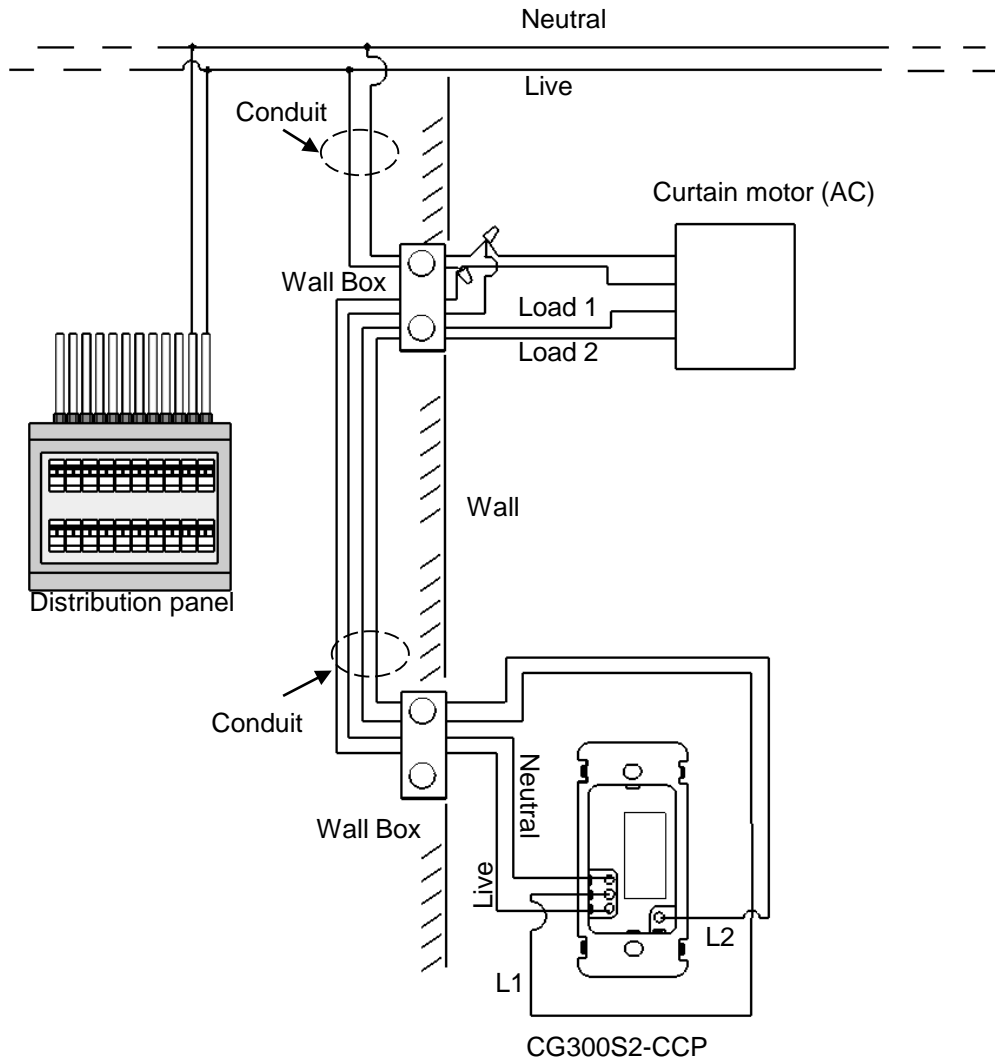 Neutral
Live
Conduit
Curtain motor (AC)
Wall Box
Load 1
Load 2
Wall
Distribution panel
Conduit
Neutral
Wall Box
Live
L2
L1
CG300S2-CCP